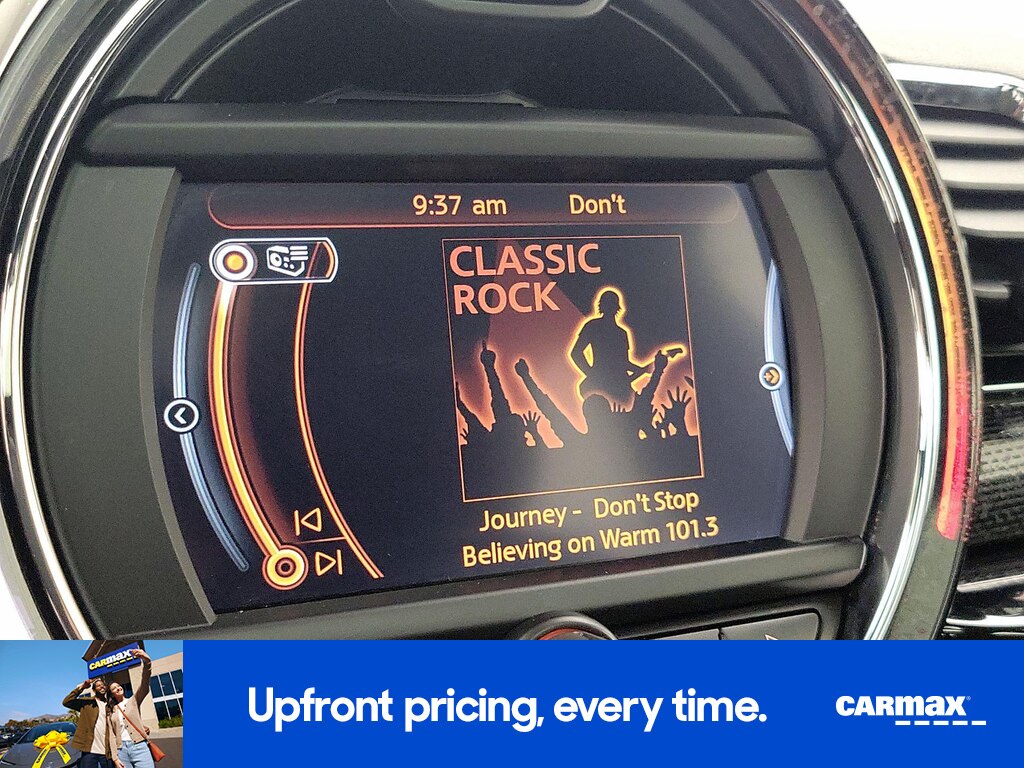 9:37 am Don't
CLASSIC
ROCK
Journey - Don't Stop
Believing on Warm 101.3
CARMAX
Upfront pricing, every time.
CARMAX